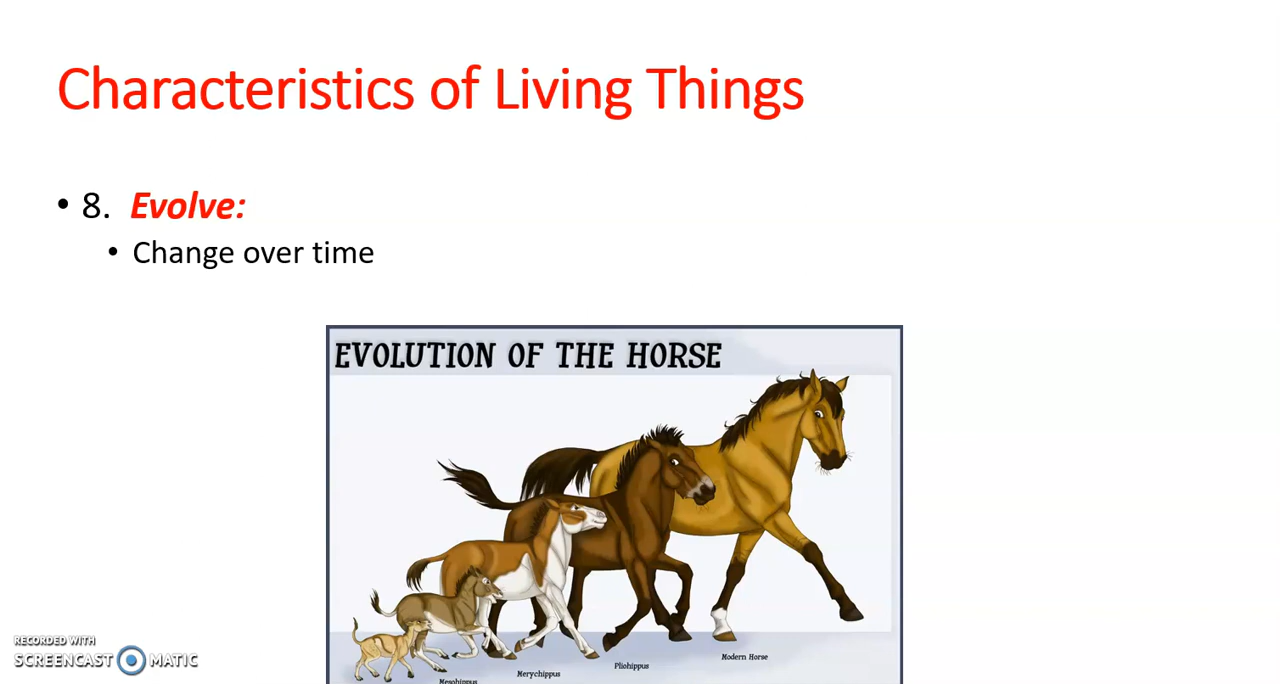 Characteristics of Living Things
• 8. Evolve:
• Change over time
EVOLUTION OF THE HORSE
Modern Horse
Pliohippus
Merychippus
Mesohippus
RECORDED WITH
SCREENCAST MATIC